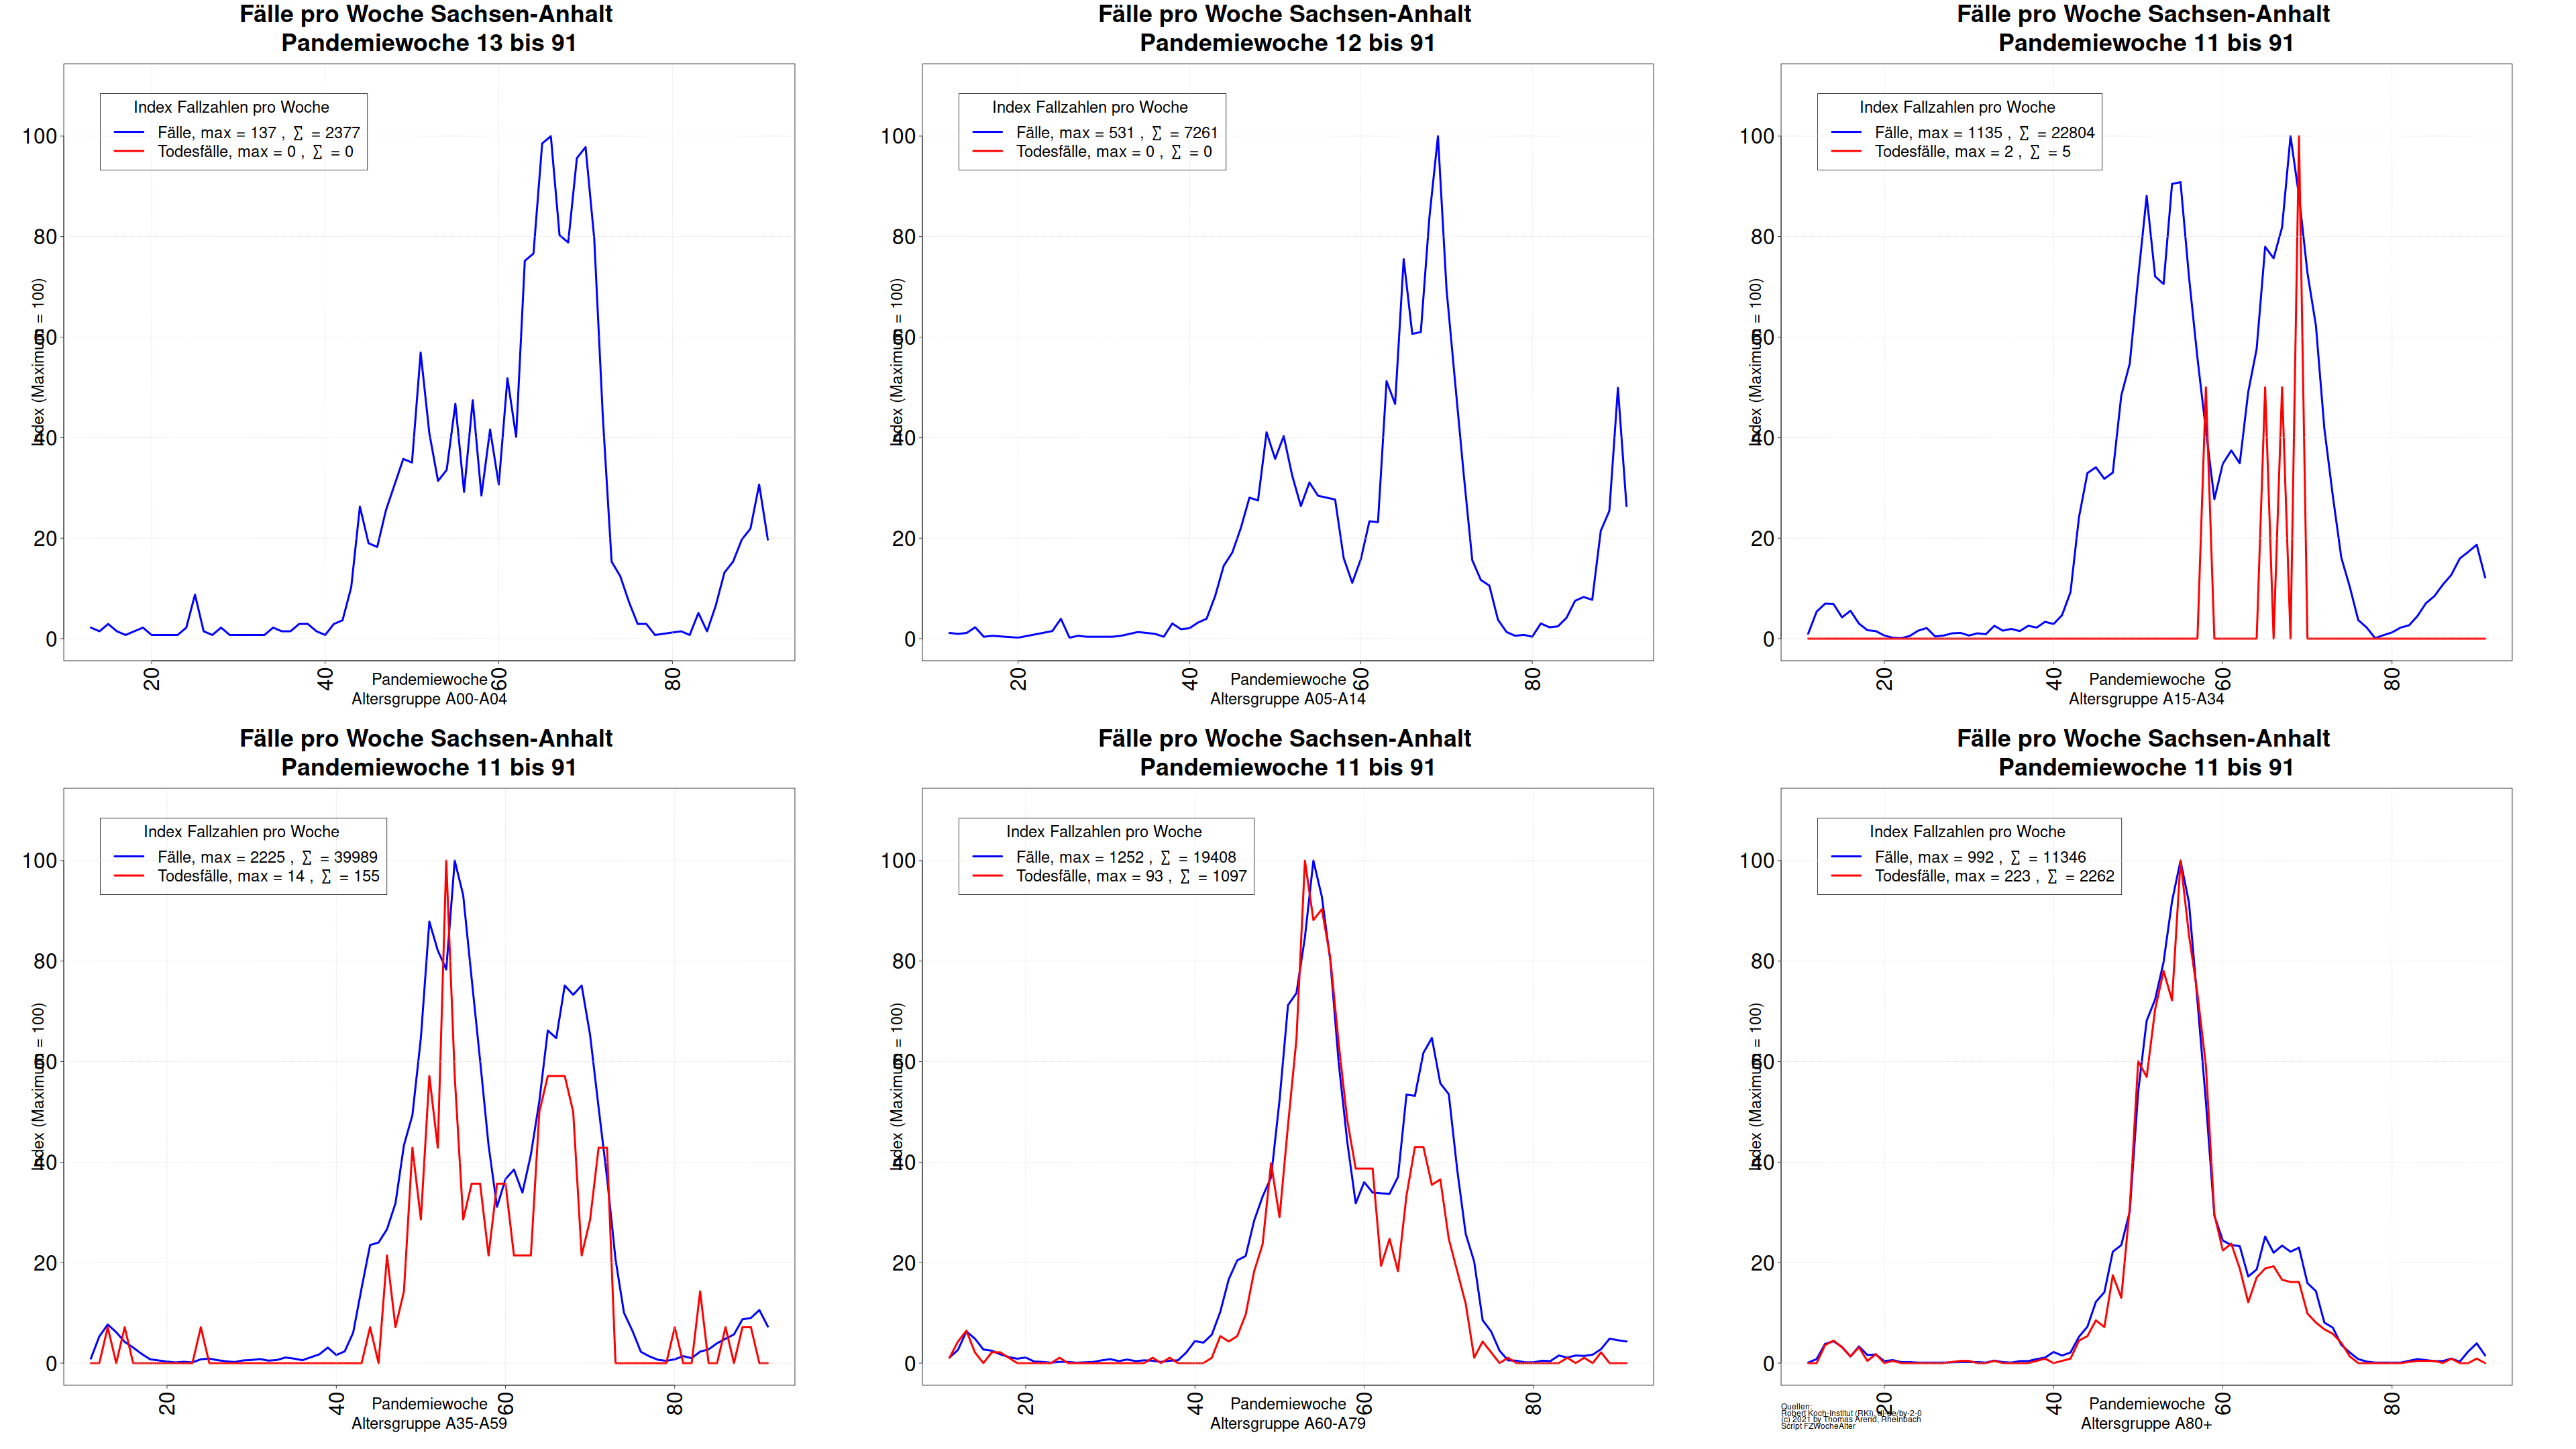 Fälle pro Woche Sachsen-Anhalt
Pandemiewoche 13 bis 91
Index Fallzahlen pro Woche
Fälle, max = 137 , ∑ = 2377
Todesfälle, max = 0 , ∑ = 0
100
80
60
40
20
0
Index (Maximum = 100)
20
40
60
80
Pandemiewoche
Altersgruppe A00-A04
Fälle pro Woche Sachsen-Anhalt
Pandemiewoche 12 bis 91
Index Fallzahlen pro Woche
Fälle, max = 531 , ∑ = 7261
Todesfälle, max = 0 , ∑ = 0
100
80
60
40
20
0
Index (Maximum = 100)
20
40
60
80
Pandemiewoche
Altersgruppe A05-A14
Fälle pro Woche Sachsen-Anhalt
Pandemiewoche 11 bis 91
Index Fallzahlen pro Woche
Fälle, max = 1135 , ∑ = 22804
Todesfälle, max = 2 , ∑ = 5
100
80
60
40
20
0
Index (Maximum = 100)
20
40
60
80
Pandemiewoche
Altersgruppe A15-A34
Fälle pro Woche Sachsen-Anhalt
Pandemiewoche 11 bis 91
Index Fallzahlen pro Woche
Fälle, max = 2225 , ∑ = 39989
Todesfälle, max = 14 , ∑ = 155
100
80
60
40
20
0
Index (Maximum = 100)
20
40
60
80
Pandemiewoche
Altersgruppe A35-A59
Fälle pro Woche Sachsen-Anhalt
Pandemiewoche 11 bis 91
Index Fallzahlen pro Woche
Fälle, max = 1252 , ∑ = 19408
Todesfälle, max = 93 , ∑ = 1097
100
80
60
40
20
0
Index (Maximum = 100)
20
40
60
80
Pandemiewoche
Altersgruppe A60-A79
Fälle pro Woche Sachsen-Anhalt
Pandemiewoche 11 bis 91
Index Fallzahlen pro Woche
Fälle, max = 992 , ∑ = 11346
Todesfälle, max = 223 , ∑ = 2262
100
80
60
40
20
0
Index (Maximum = 100)
20
40
60
80
Pandemiewoche
Altersgruppe A80+
Quellen:
Robert Koch-Institut (RKI), dl-de/by-2-0
(c) 2021 by Thomas Arend, Rheinbach
Script FZWocheAlter